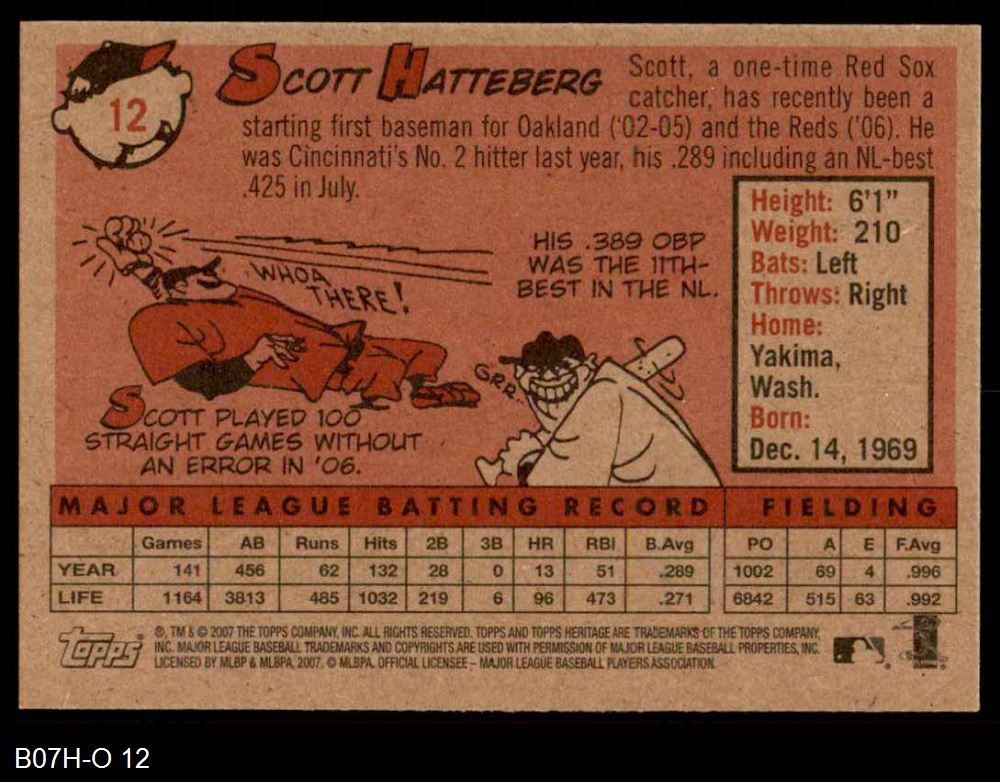 12
SCOTT HATTEBERG
Scott, a one-time Red Sox
catcher, has recently been a
starting first baseman for Oakland ('02-05) and the Reds ('06). He
was Cincinnati's No. 2 hitter last year, his .289 including an NL-best
.425 in July.
WHOA
THERE!
HIS .389 OBP
WAS THE 11TH-
BEST IN THE NL.
GRR..
SCOTT PLAYED 100
STRAIGHT GAMES WITHOUT
AN ERROR IN '06.
Height: 6'1"
Weight: 210
Bats: Left
Throws: Right
Home:
Yakima,
Wash.
Born:
Dec. 14, 1969
MAJOR LEAGUE BATTING RECORD FIELDING
Games AB Runs Hits 2B 3B HR RBI B.Avg PO A E F.Avg
YEAR 141 456 62 132 28 0 13 51 .289 1002 69 4 .996
LIFE 1164 3813 485 1032 219 6 96 473 .271 6842 515 63 .992
topps
®, TM & © 2007 THE TOPPS COMPANY, INC. ALL RIGHTS RESERVED. TOPPS AND TOPPS HERITAGE ARE TRADEMARKS OF THE TOPPS COMPANY,
INC. MAJOR LEAGUE BASEBALL TRADEMARKS AND COPYRIGHTS ARE USED WITH PERMISSION OF MAJOR LEAGUE BASEBALL PROPERTIES, INC.
LICENSED BY MLBP & MLBPA, 2007. © MLBPA. OFFICIAL LICENSEE – MAJOR LEAGUE BASEBALL PLAYERS ASSOCIATION.
B07H-O 12